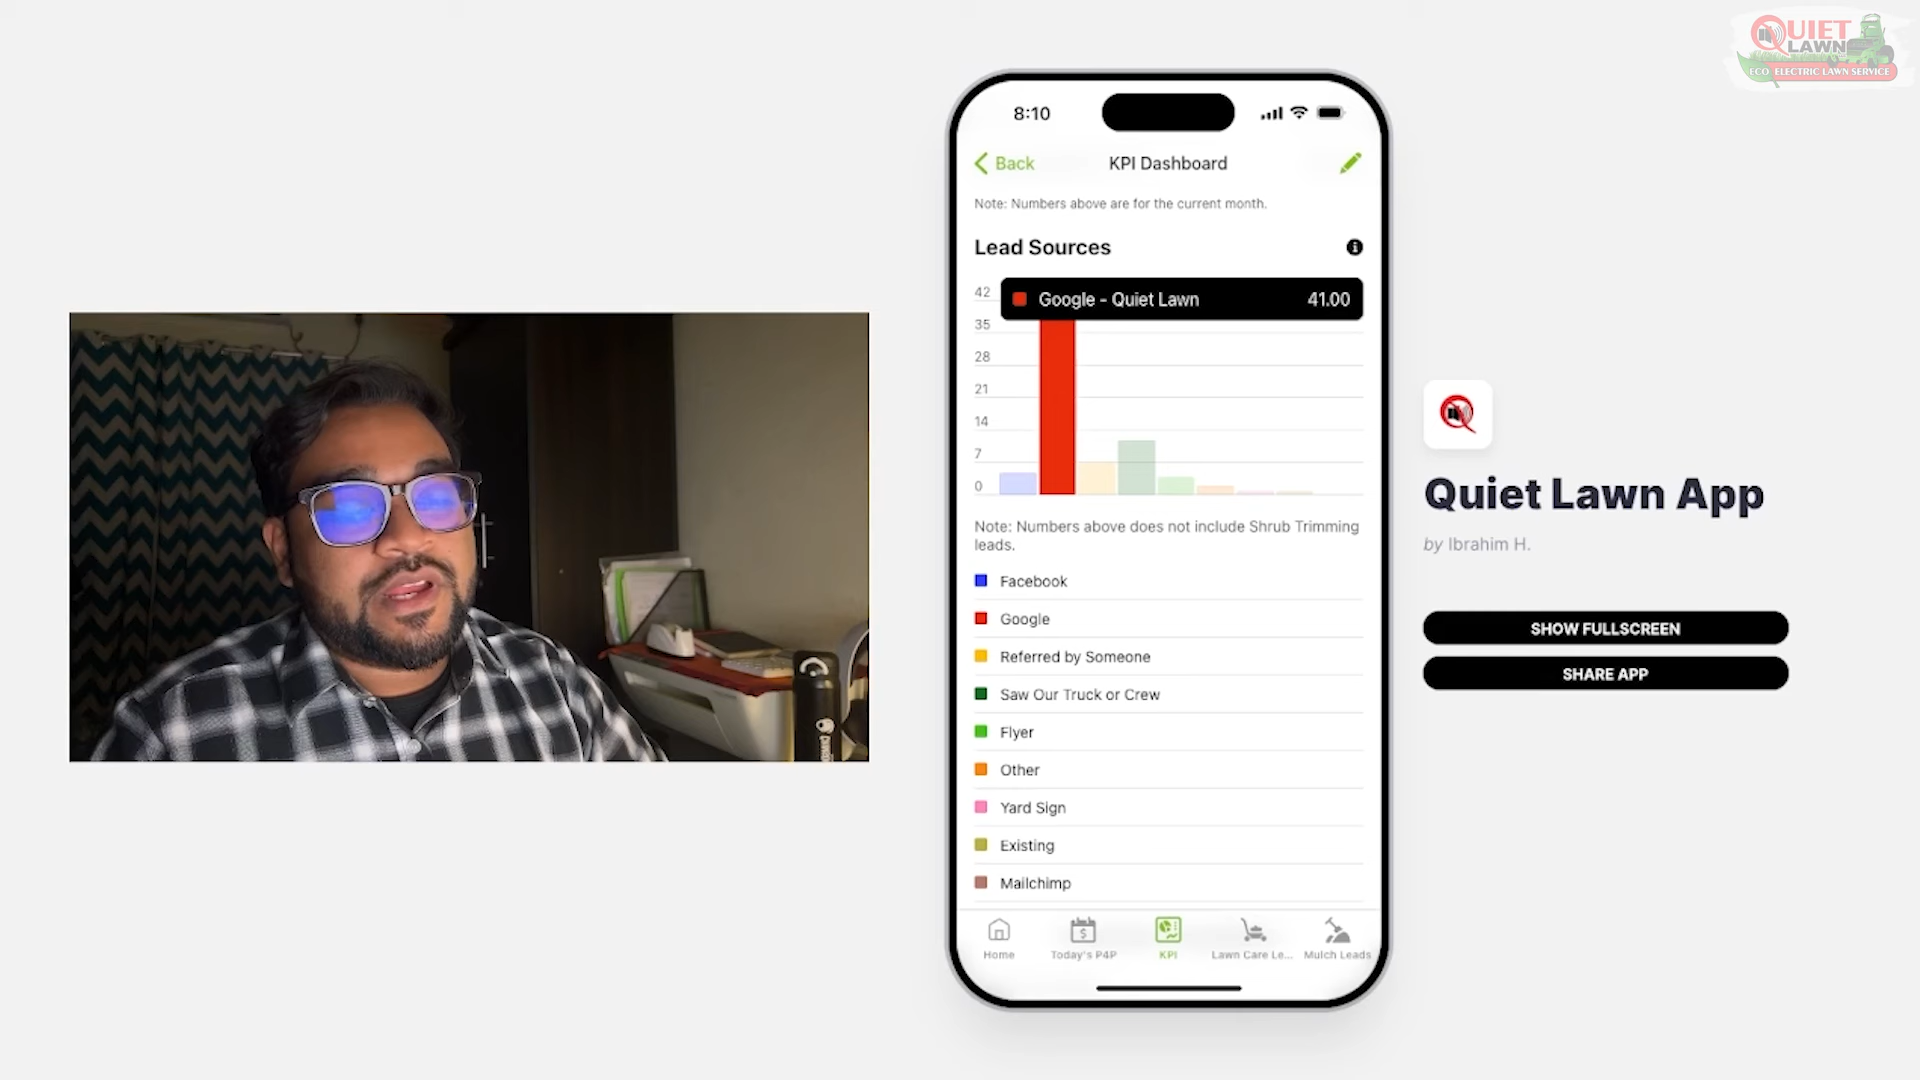 QUIET
LAWN
ECO ELECTRIC LAWN SERVICE
8:10
Back
KPI Dashboard
Note: Numbers above are for the current month.
Lead Sources
42
Google - Quiet Lawn 41.00
35
28
21
14
7
0
Note: Numbers above does not include Shrub Trimming
leads.
Facebook
Google
Referred by Someone
Saw Our Truck or Crew
Flyer
Other
Yard Sign
Existing
Mailchimp
Home
Today's P4P
KPI
Lawn Care Le...
Mulch Leads
Quiet Lawn App
by Ibrahim H.
SHOW FULLSCREEN
SHARE APP